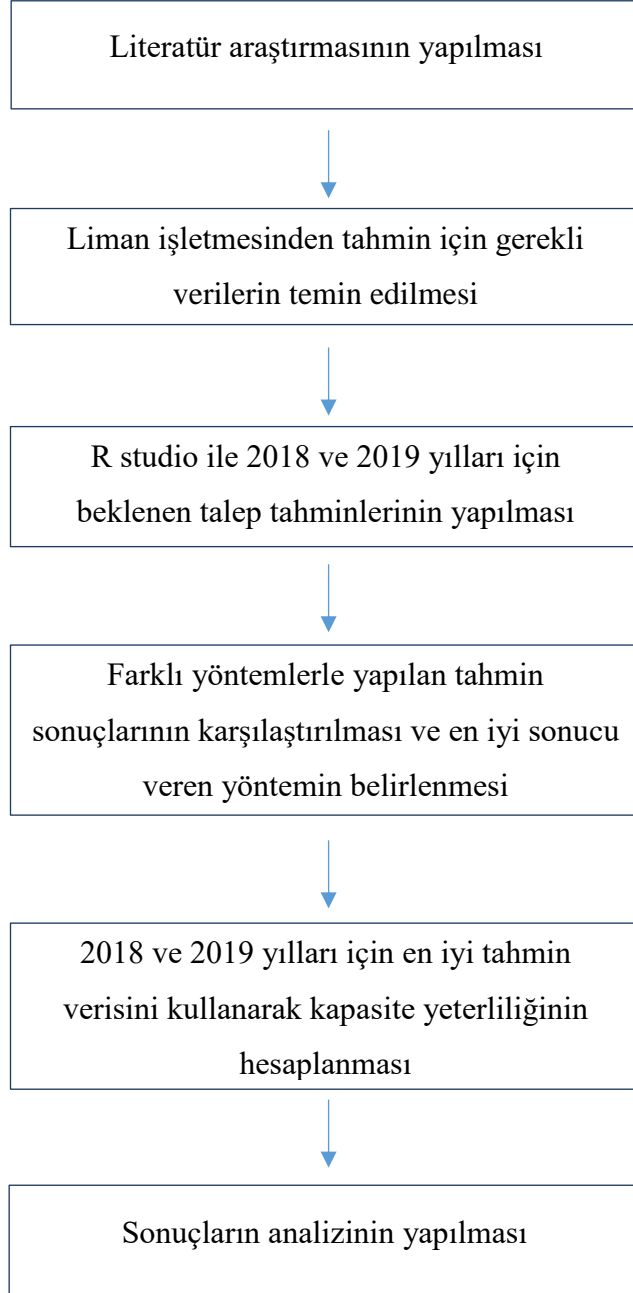 Literatür araştırmasının yapılması
Liman işletmesinden tahmin için gerekli
verilerin temin edilmesi
R studio ile 2018 ve 2019 yılları için
beklenen talep tahminlerinin yapılması
Farklı yöntemlerle yapılan tahmin
sonuçlarının karşılaştırılması ve en iyi sonucu
veren yöntemin belirlenmesi
2018 ve 2019 yılları için en iyi tahmin
verisini kullanarak kapasite yeterliliğinin
hesaplanması
Sonuçların analizinin yapılması